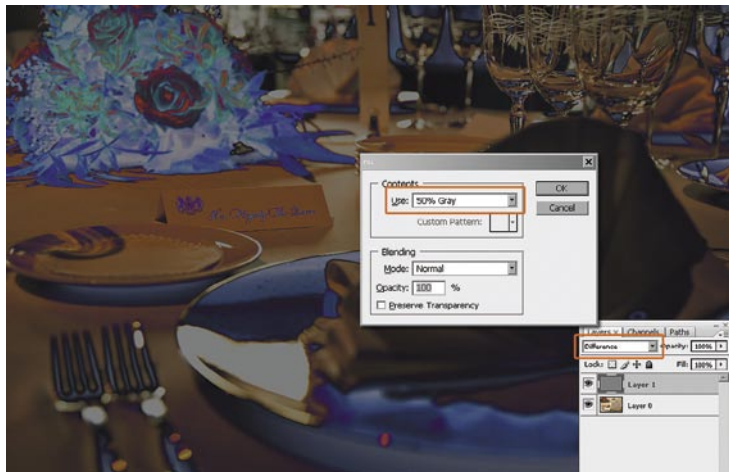 Fill
Contents
Use: 50% Gray
OK
Cancel
Custom Pattern:
Blending
Mode: Normal
Opacity: 100 %
Preserve Transparency
Layers x Channels Paths
Difference Opacity: 100%
Lock: Fill: 100%
Layer 1
Layer 0